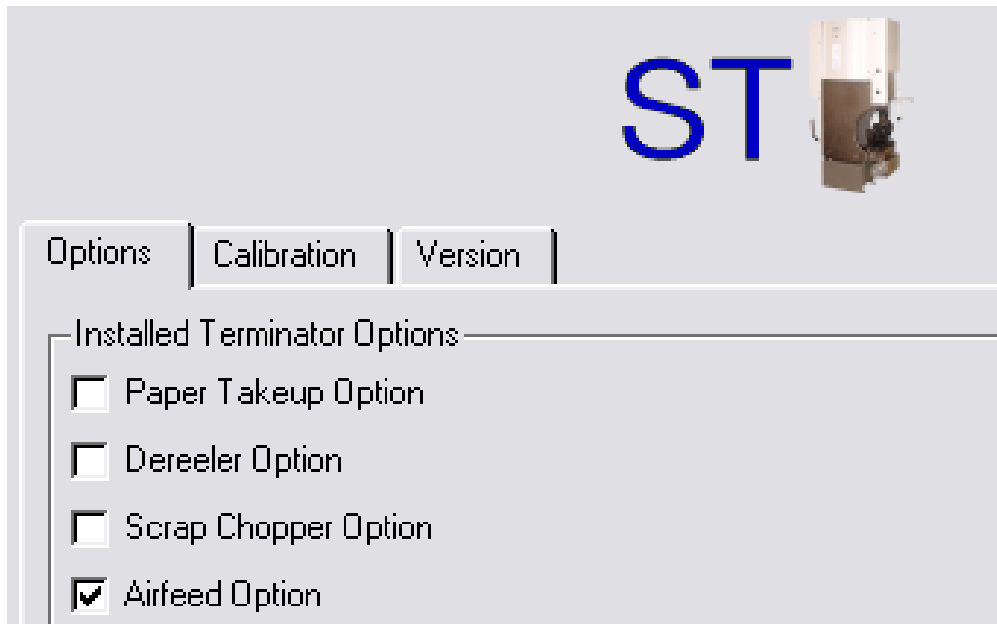 ST
Options Calibration Version
Installed Terminator Options
Paper Takeup Option
Dereeler Option
Scrap Chopper Option
Airfeed Option